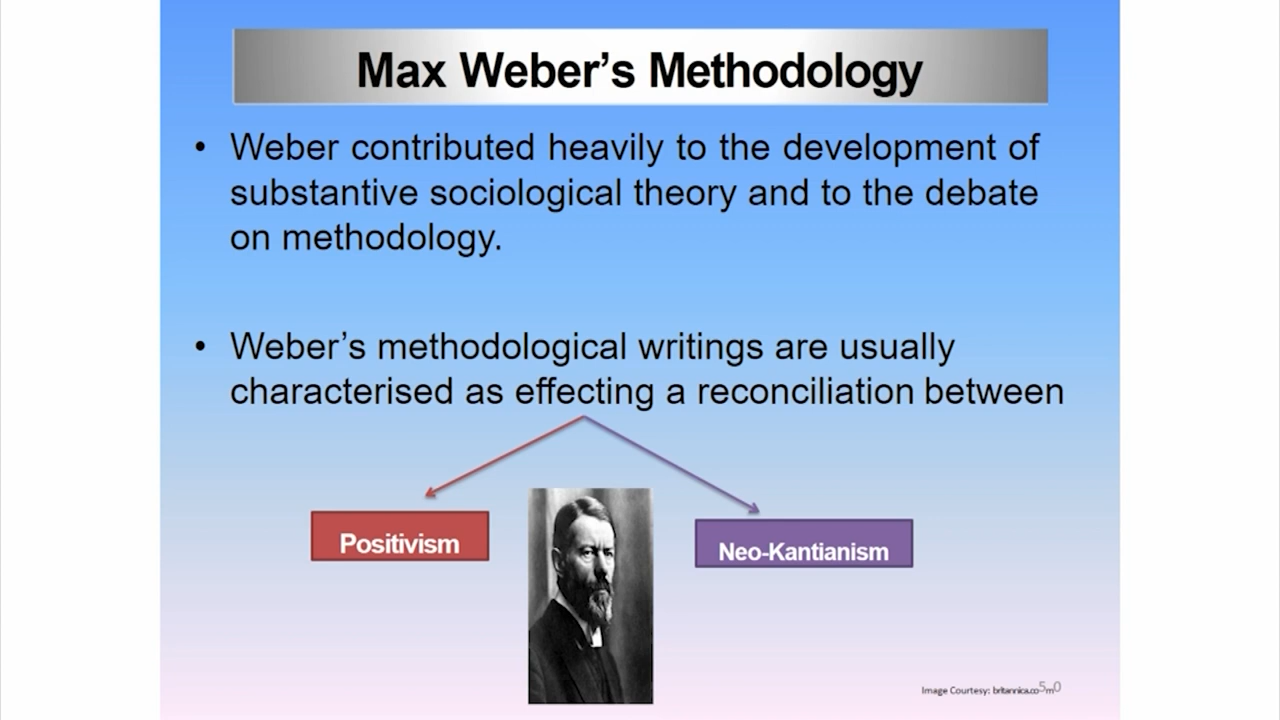 Max Weber’s Methodology
• Weber contributed heavily to the development of
substantive sociological theory and to the debate
on methodology.
• Weber’s methodological writings are usually
characterised as effecting a reconciliation between
Positivism
Neo-Kantianism
Image Courtesy: britannica.com
50